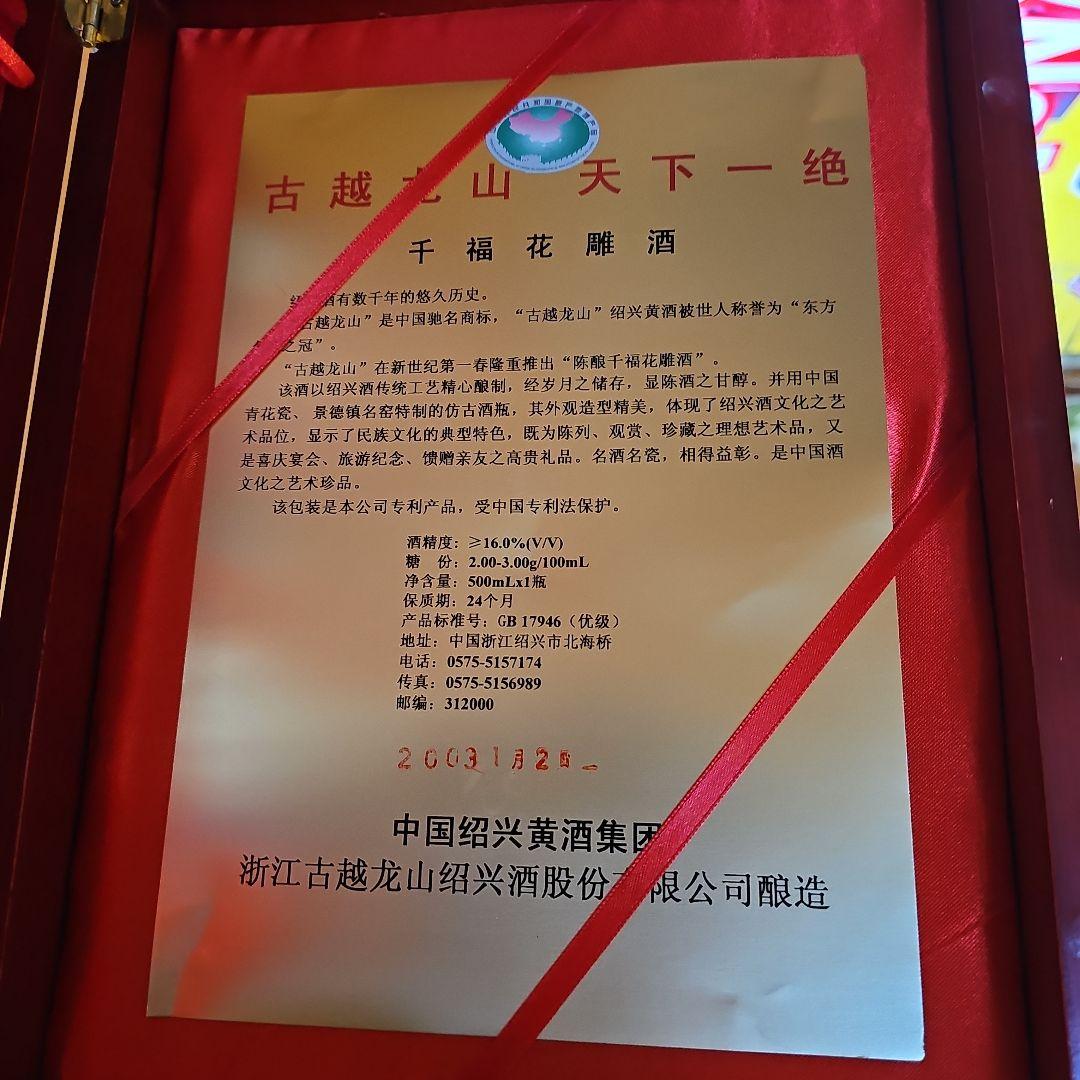 古越龙山 天下一绝
千福花雕酒
酒有数千年的悠久历史。
古越龙山”是中国驰名商标，“古越龙山”绍兴黄酒被世人称誉为“东方
之冠”。
“古越龙山”在新世纪第一春隆重推出“陈酿千福花雕酒”。
该酒以绍兴酒传统工艺精心酿制，经岁月之储存，显陈酒之甘醇。并用中国
青花瓷、景德镇名窑特制的仿古酒瓶，其外观造型精美，体现了绍兴酒文化之艺
术品位，显示了民族文化的典型特色，既为陈列、观赏、珍藏之理想艺术品，又
是喜庆宴会、旅游纪念、馈赠亲友之高贵礼品。名酒名瓷，相得益彰。是中国酒
文化之艺术珍品。
该包装是本公司专利产品，受中国专利法保护。
酒精度：≥16.0%(V/V)
糖 份：2.00-3.00g/100mL
净含量：500mLx1瓶
保质期：24个月
产品标准号：GB 17946（优级）
地址：中国浙江绍兴市北海桥
电话：0575-5157174
传真：0575-5156989
邮编：312000
2003 1月2
中国绍兴黄酒集团
浙江古越龙山绍兴酒股份有限公司酿造